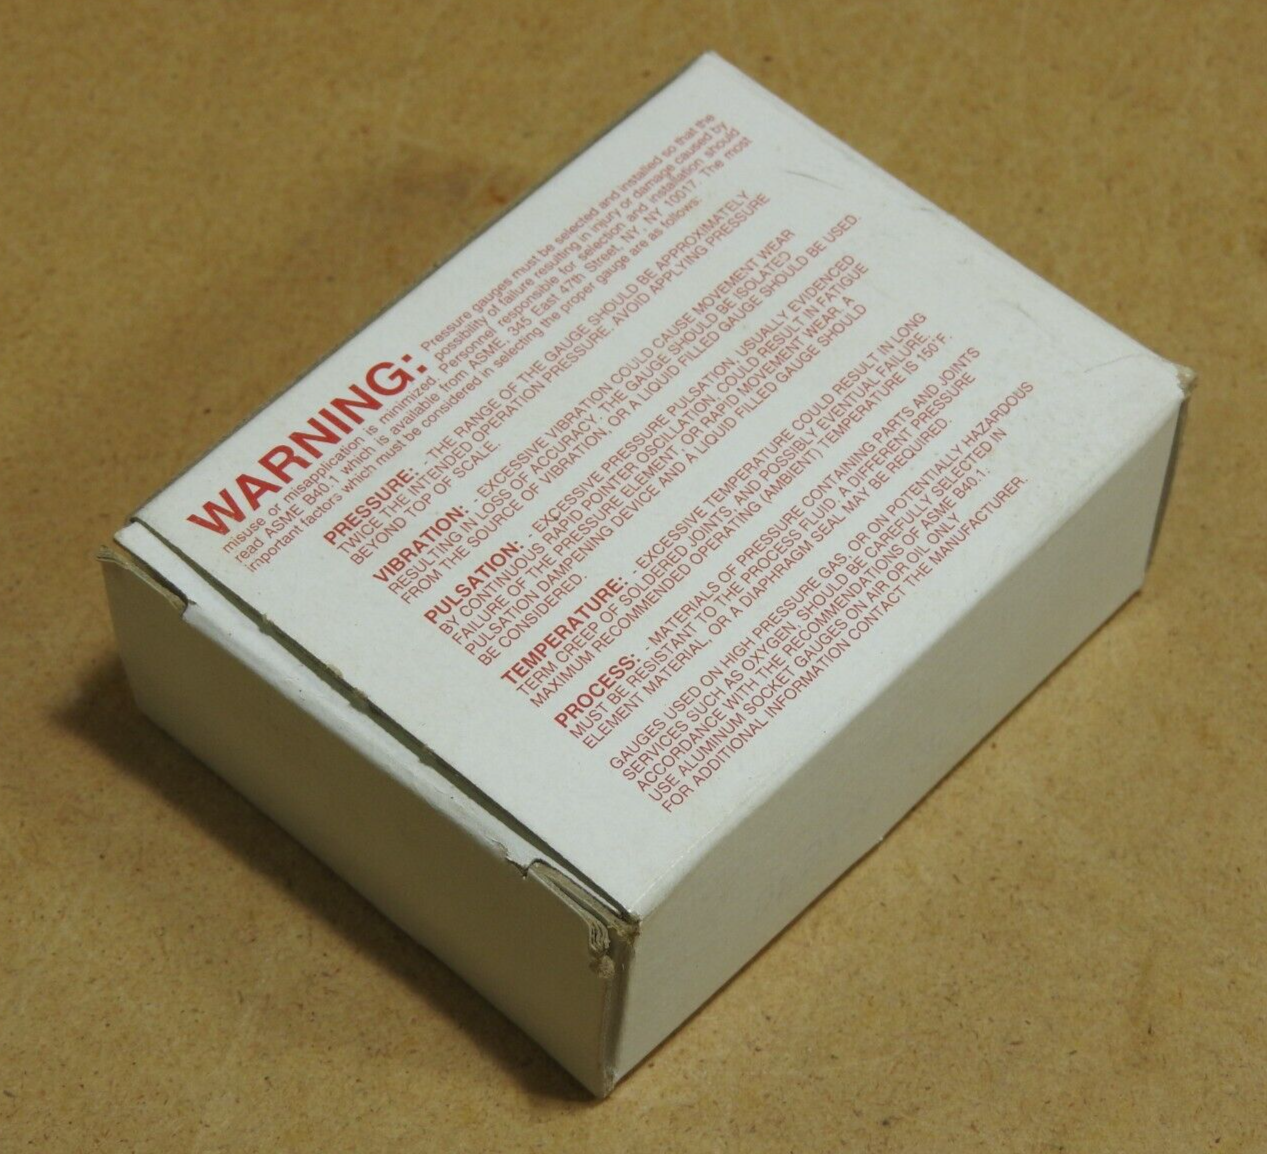 WARNING: Pressure gauges must be selected and installed so that the
possibility of failure resulting in injury or damage caused by
misuse or misapplication is minimized. Personnel responsible for selection and installation should
read ASME B40.1 which is available from ASME. 345 East 47th Street, NY, NY 10017. The most
important factors which must be considered in selecting the proper gauge are as follows:
PRESSURE: - THE RANGE OF THE GAUGE SHOULD BE APPROXIMATELY
TWICE THE INTENDED OPERATION PRESSURE. AVOID APPLYING PRESSURE
BEYOND TOP OF SCALE
VIBRATION: - EXCESSIVE VIBRATION COULD CAUSE MOVEMENT WEAR
RESULTING IN LOSS OF ACCURACY, THE GAUGE SHOULD BE ISOLATED
FROM THE SOURCE OF VIBRATION, OR A LIQUID FILLED GAUGE SHOULD BE USED.
PULSATION: - EXCESSIVE PRESSURE PULSATION, USUALLY EVIDENCED
BY CONTINUOUS RAPID POINTER OSCILLATION, COULD RESULT IN FATIGUE
FAILURE OF THE PRESSURE ELEMENT, OR RAPID MOVEMENT WEAR. A
PULSATION DAMPENING DEVICE AND A LIQUID FILLED GAUGE SHOULD
BE CONSIDERED.
TEMPERATURE: - EXCESSIVE TEMPERATURE COULD RESULT IN LONG
TERM CREEP OF SOLDERED JOINTS, AND POSSIBLY EVENTUAL FAILURE.
MAXIMUM RECOMMENDED OPERATING (AMBIENT) TEMPERATURE IS 150°F.
PROCESS: - MATERIALS OF PRESSURE CONTAINING PARTS AND JOINTS
MUST BE RESISTANT TO THE PROCESS FLUID. A DIFFERENT PRESSURE
ELEMENT MATERIAL, OR A DIAPHRAGM SEAL MAY BE REQUIRED.
GAUGES USED ON HIGH PRESSURE GAS, OR ON POTENTIALLY HAZARDOUS
SERVICES SUCH AS OXYGEN, SHOULD BE CAREFULLY SELECTED IN
ACCORDANCE WITH THE RECOMMENDATIONS OF ASME B40.1.
USE ALUMINUM SOCKET GAUGES ON AIR OR OIL ONLY
FOR ADDITIONAL INFORMATION CONTACT THE MANUFACTURER.